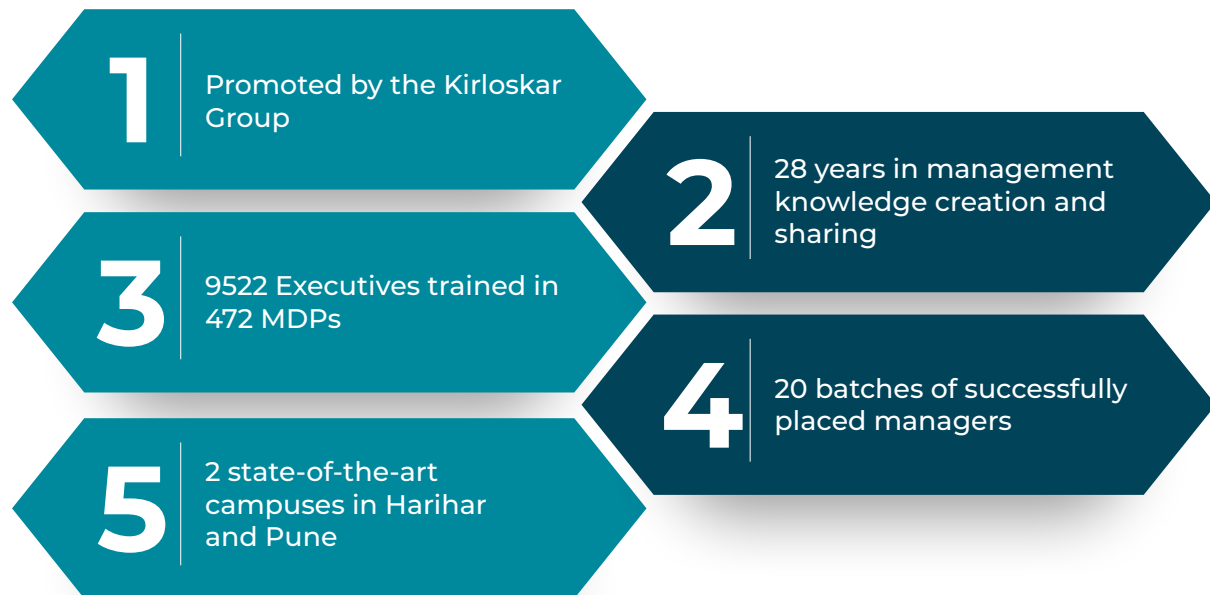 1
Promoted by the Kirloskar
Group
2
28 years in management
knowledge creation and
sharing
3
9522 Executives trained in
472 MDPs
4
20 batches of successfully
placed managers
5
2 state-of-the-art
campuses in Harihar
and Pune